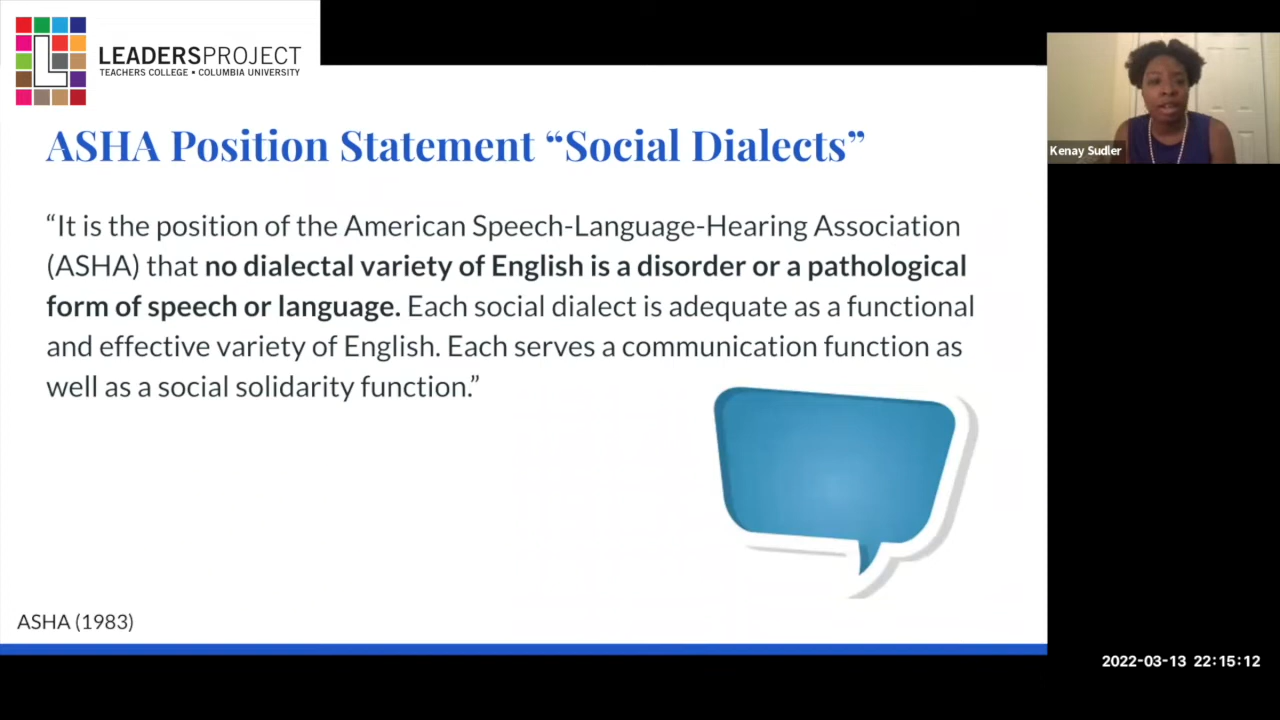 LEADERSPROJECT
TEACHERS COLLEGE ▪ COLUMBIA UNIVERSITY
ASHA Position Statement “Social Dialects”
“It is the position of the American Speech-Language-Hearing Association
(ASHA) that no dialectal variety of English is a disorder or a pathological
form of speech or language. Each social dialect is adequate as a functional
and effective variety of English. Each serves a communication function as
well as a social solidarity function.”
ASHA (1983)
Kenay Sudler
2022-03-13 22:15:12